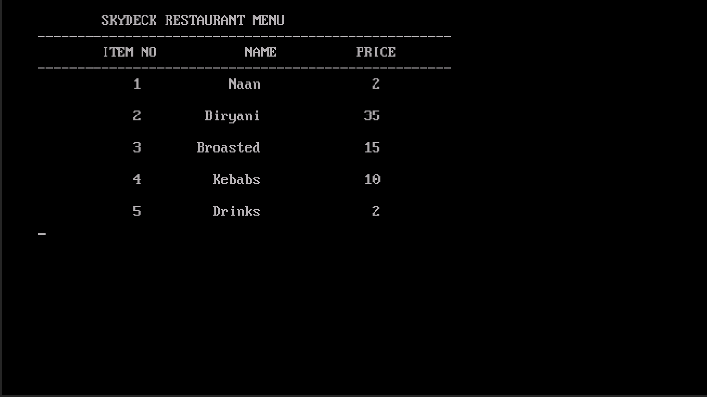 SKYDECK RESTAURANT MENU
ITEM NO NAME PRICE
1 Naan 2
2 Diryani 35
3 Broasted 15
4 Kebabs 10
5 Drinks 2